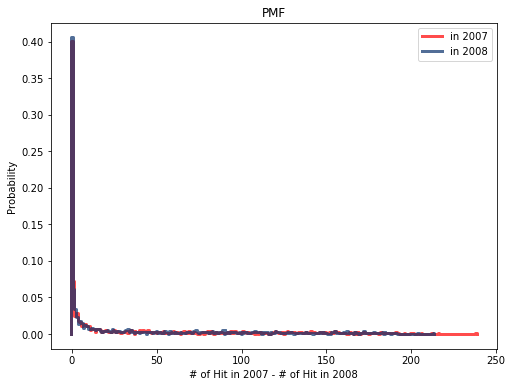 PMF
in 2007
in 2008
0.40
0.35
0.30
0.25
0.20
0.15
0.10
0.05
0.00
Probability
0 50 100 150 200 250
# of Hit in 2007 - # of Hit in 2008